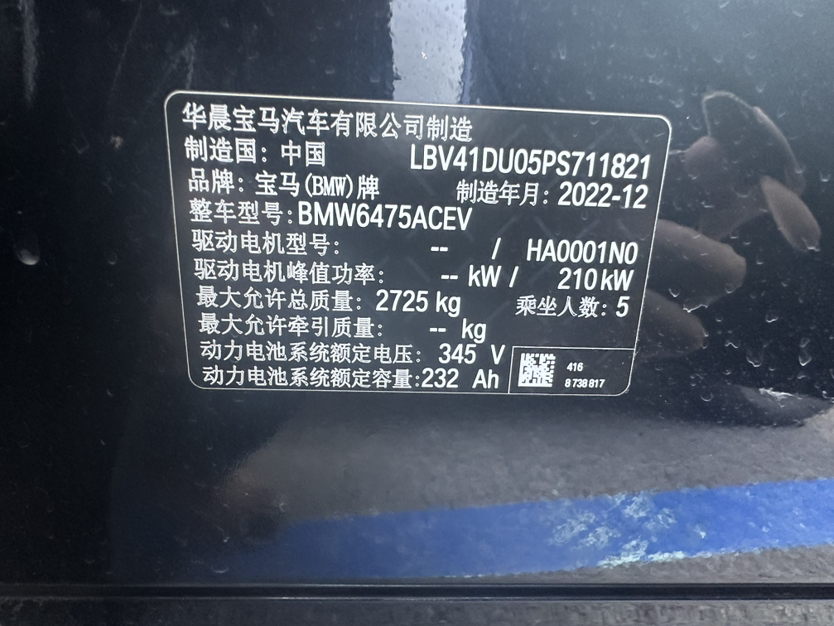 华晨宝马汽车有限公司制造
制造国：中国 LBV41DU05PS711821
品牌：宝马(BMW)牌 制造年月：2022-12
整车型号：BMW6475ACEV
驱动电机型号： -- / HA0001N0
驱动电机峰值功率： -- kW / 210 kW
最大允许总质量：2725 kg 乘坐人数：5
最大允许牵引质量： -- kg
动力电池系统额定电压：345 V
动力电池系统额定容量：232 Ah
416
8738817